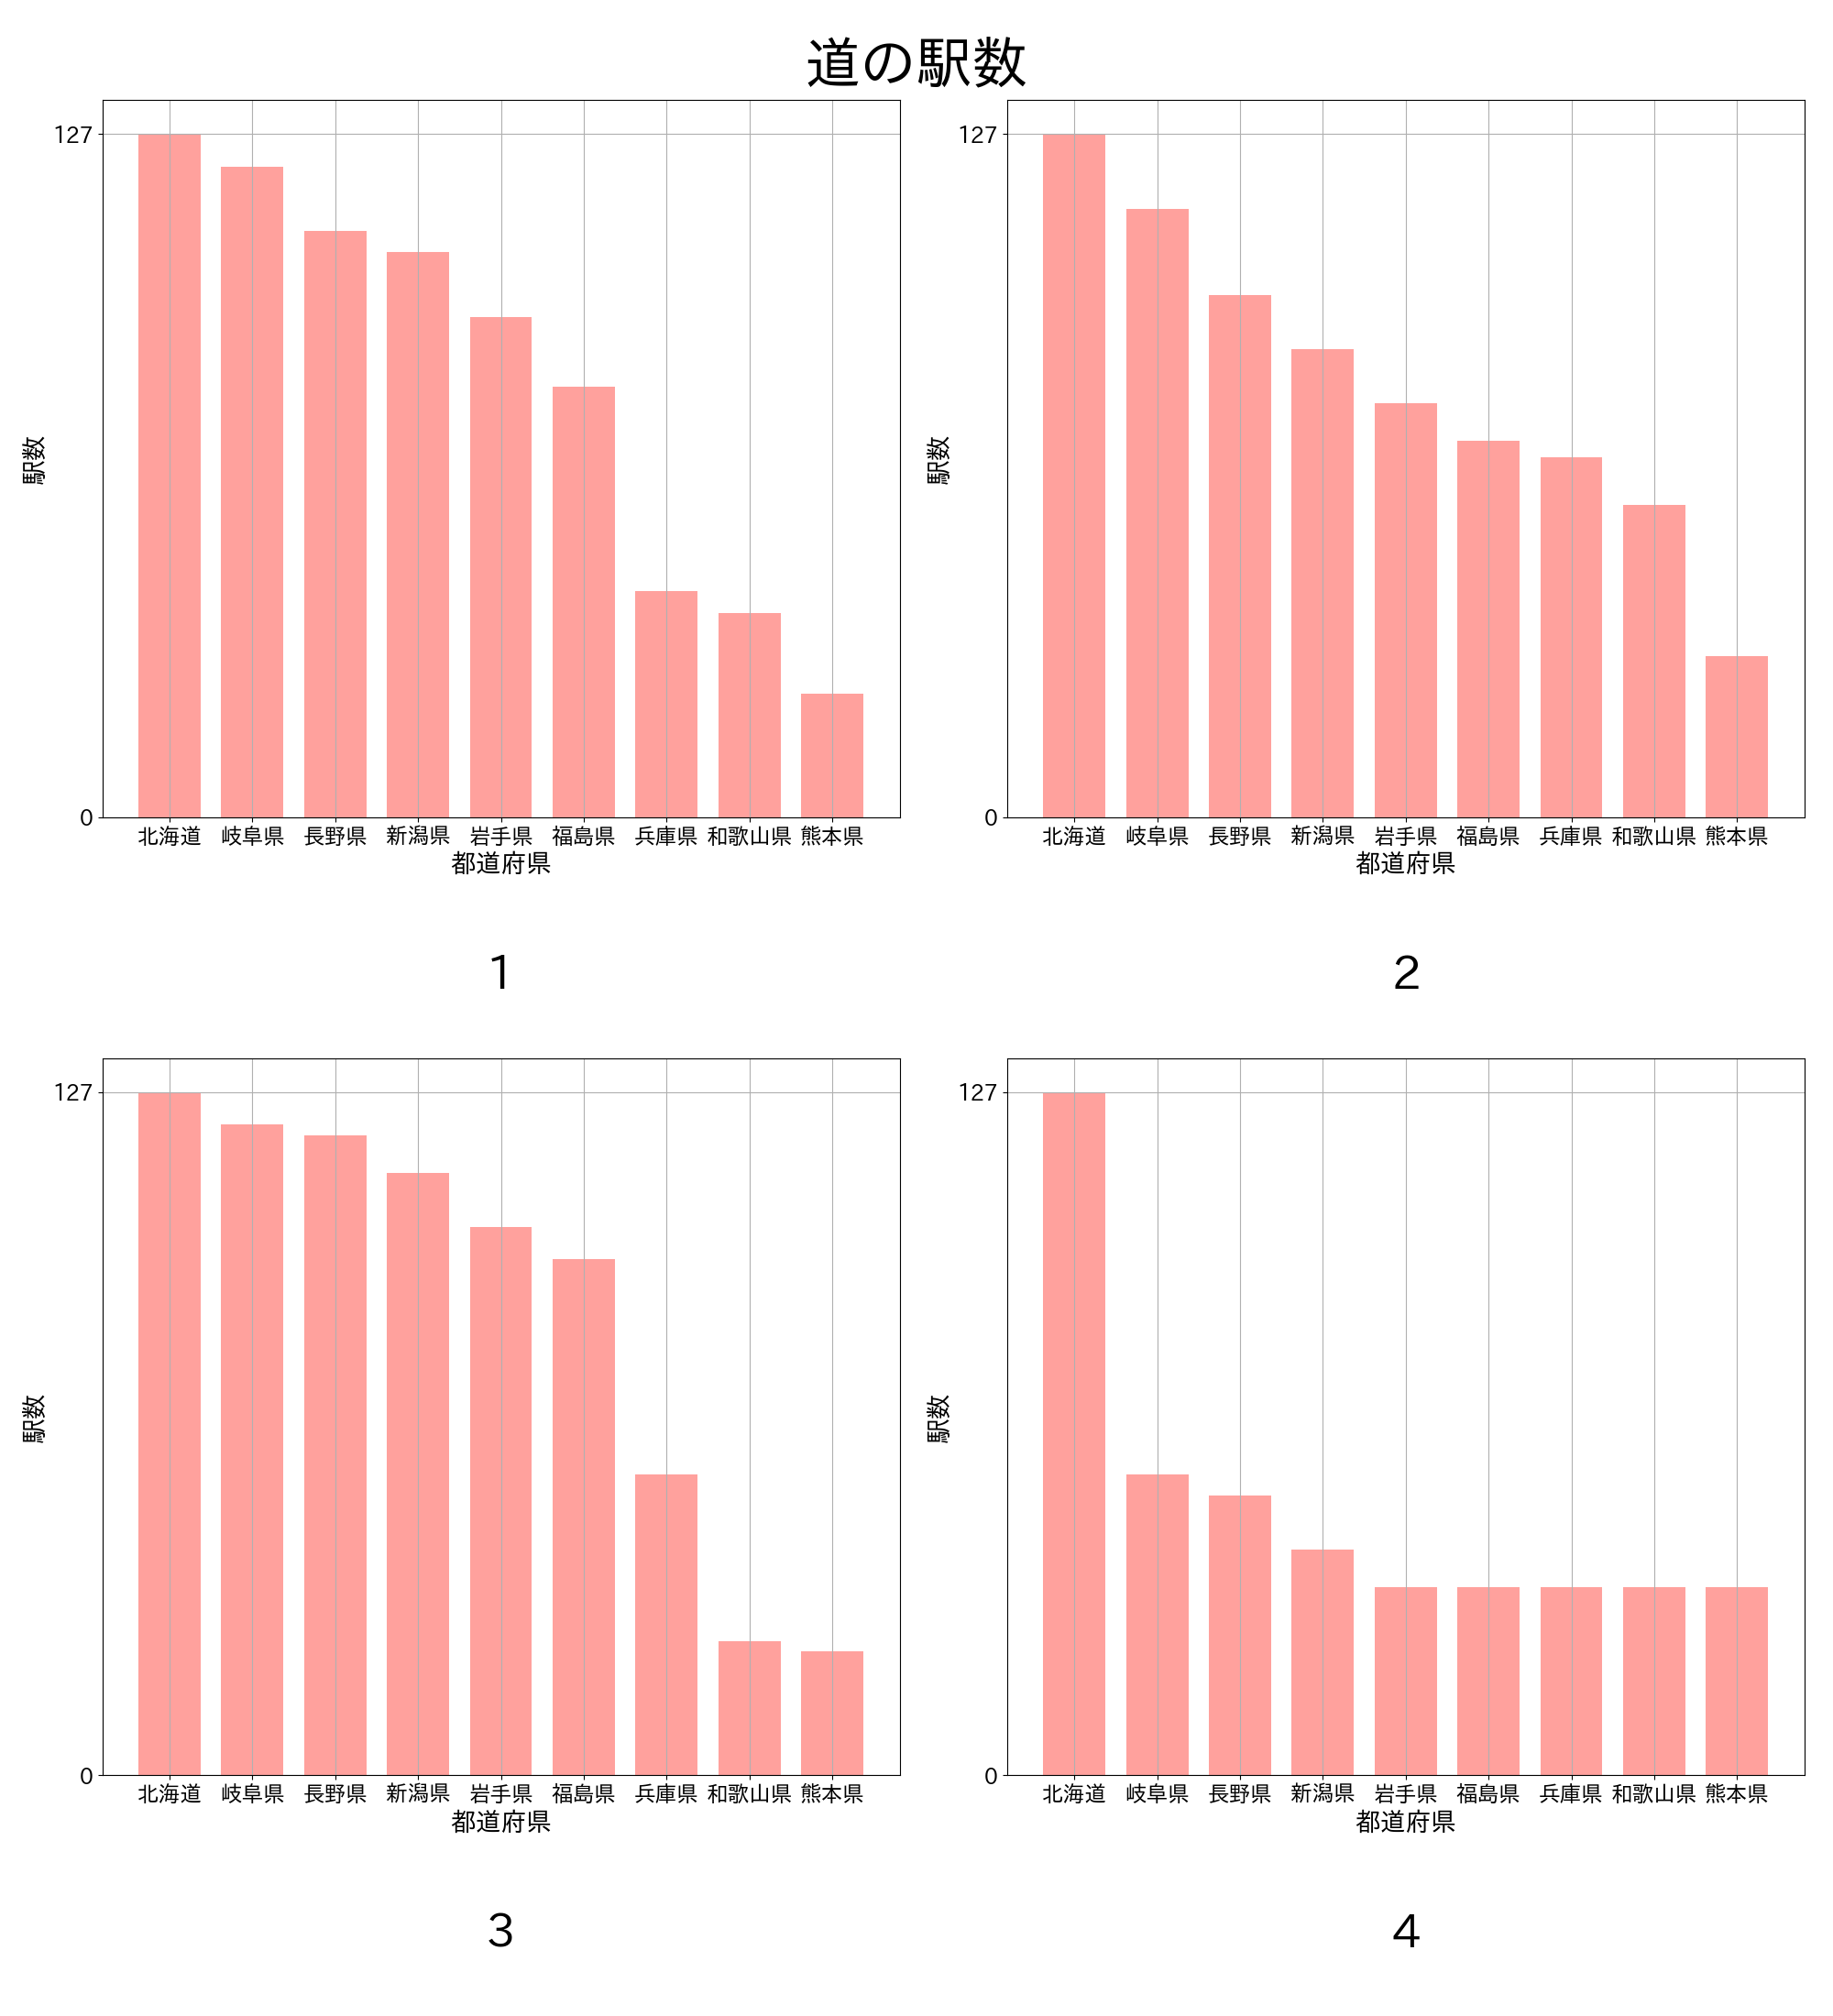 道の駅数
127
0
駅数
北海道 岐阜県 長野県 新潟県 岩手県 福島県 兵庫県 和歌山県 熊本県
都道府県
1
127
0
駅数
北海道 岐阜県 長野県 新潟県 岩手県 福島県 兵庫県 和歌山県 熊本県
都道府県
2
127
0
駅数
北海道 岐阜県 長野県 新潟県 岩手県 福島県 兵庫県 和歌山県 熊本県
都道府県
3
127
0
駅数
北海道 岐阜県 長野県 新潟県 岩手県 福島県 兵庫県 和歌山県 熊本県
都道府県
4